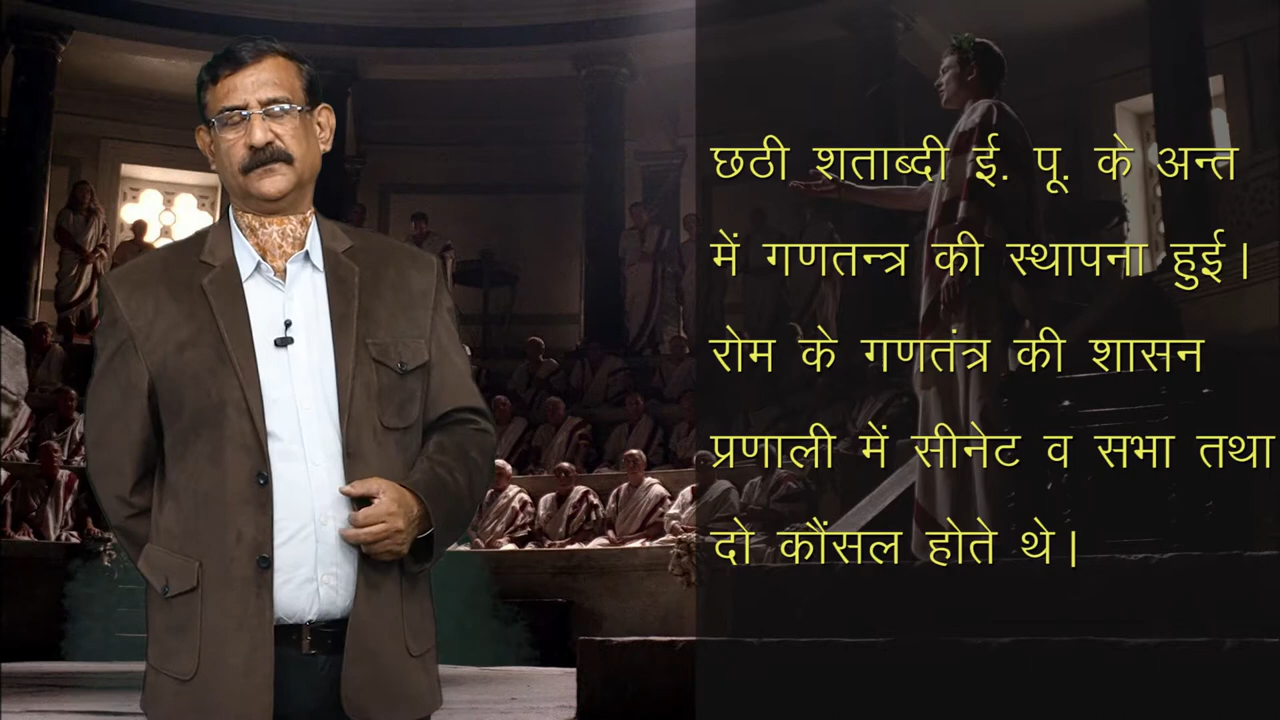 छठी शताब्दी ई. पू. के अन्त
में गणतन्त्र की स्थापना हुई।
रोम के गणतंत्र की शासन
प्रणाली में सीनेट व सभा तथा
दो कौंसल होते थे।